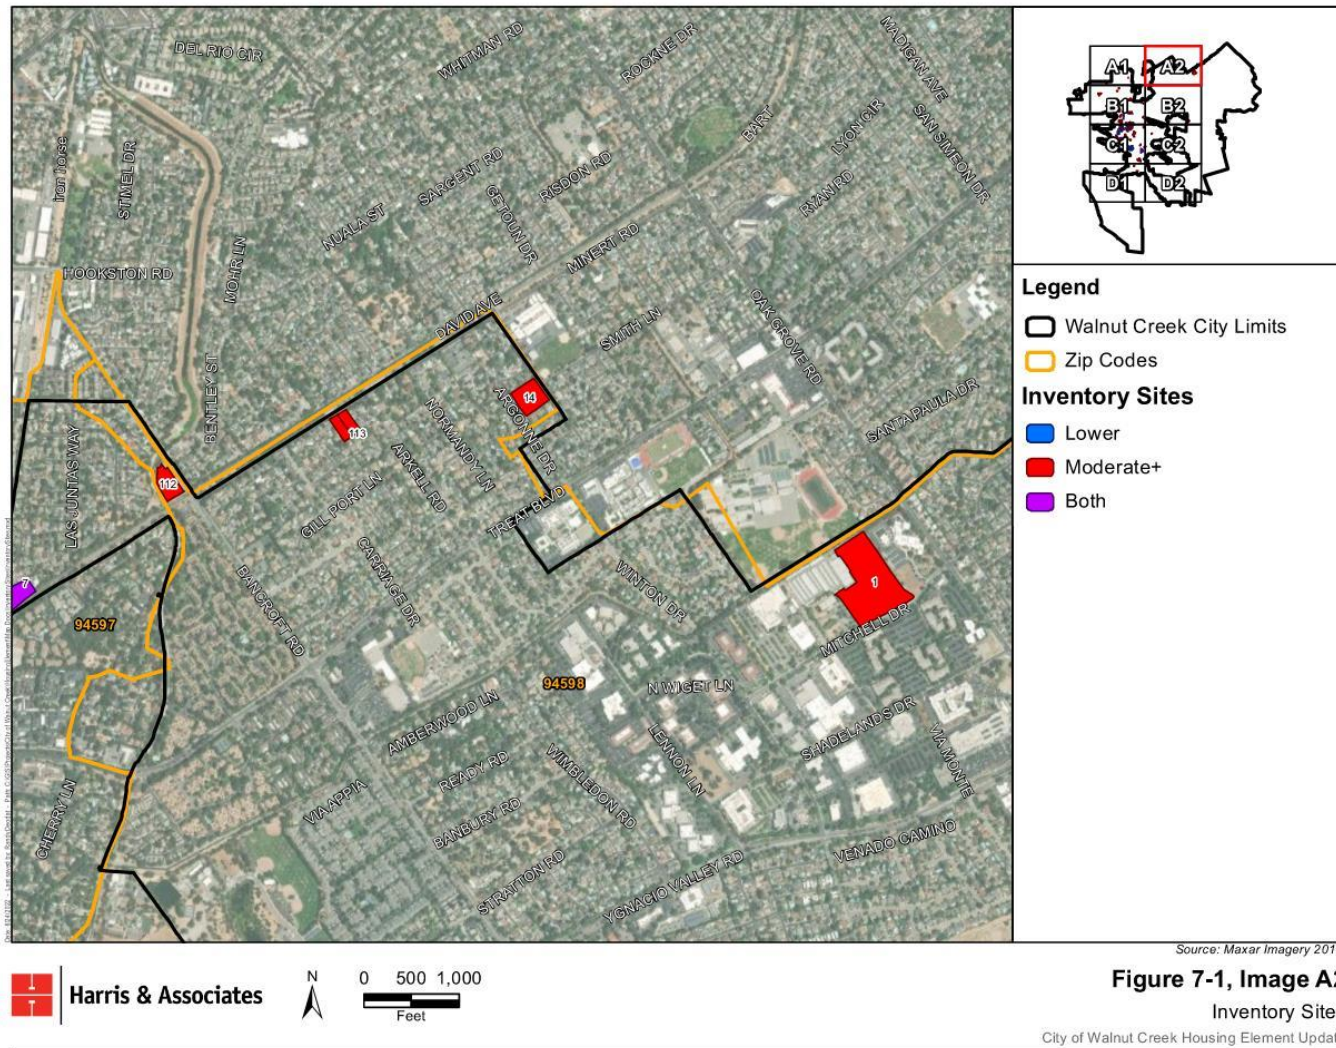 DEL RIO CIR
WHITMAN RD
ROCKNE DR
MADIGAN AVE
BART
LYON CIR
SAN SIMEON DR
iron horse
STIMEL DR
SARGENT RD
RISDON RD
GETOUN DR
RYAN RD
NUALA ST
MINERT RD
HOOKSTON RD
MOHR LN
DAVID AVE
SMITH LN
OAK GROVE RD
BENTLEY ST
14
ARGONNE DR
SANTA PAULA DR
NORMANDY LN
113
LAS JUNTAS WAY
112
ARKELL RD
GILL PORT LN
TREAT BLVD
7
CARRIAGE DR
BANCROFT RD
WINTON DR
1
MITCHELL DR
94597
94598
N WIGET LN
AMBERWOOD LN
SHADELANDS DR
VIA MONTE
LENNON LN
READY RD
WIMBLEDON RD
CHERRY LN
VIA APPIA
BANBURY RD
VENADO CAMINO
STRATTON RD
YGNACIO VALLEY RD
A1 A2
B1 B2
C1 C2
D1 D2
Legend
Walnut Creek City Limits
Zip Codes
Inventory Sites
Lower
Moderate+
Both
Source: Maxar Imagery 201
Harris & Associates
N
0 500 1,000
Feet
Figure 7-1, Image A2
Inventory Site
City of Walnut Creek Housing Element Updat